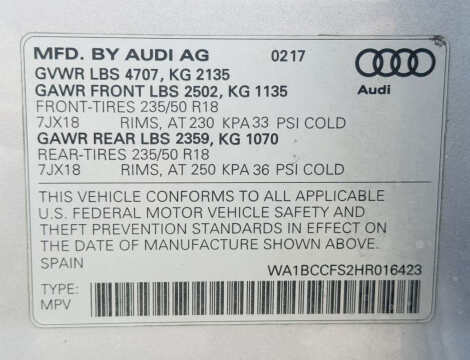 MFD. BY AUDI AG 0217
GVWR LBS 4707, KG 2135
GAWR FRONT LBS 2502, KG 1135
Audi
FRONT-TIRES 235/50 R18
7JX18 RIMS, AT 230 KPA 33 PSI COLD
GAWR REAR LBS 2359, KG 1070
REAR-TIRES 235/50 R18
7JX18 RIMS, AT 250 KPA 36 PSI COLD
THIS VEHICLE CONFORMS TO ALL APPLICABLE
U.S. FEDERAL MOTOR VEHICLE SAFETY AND
THEFT PREVENTION STANDARDS IN EFFECT ON
THE DATE OF MANUFACTURE SHOWN ABOVE.
SPAIN WA1BCCFS2HR016423
TYPE:
MPV